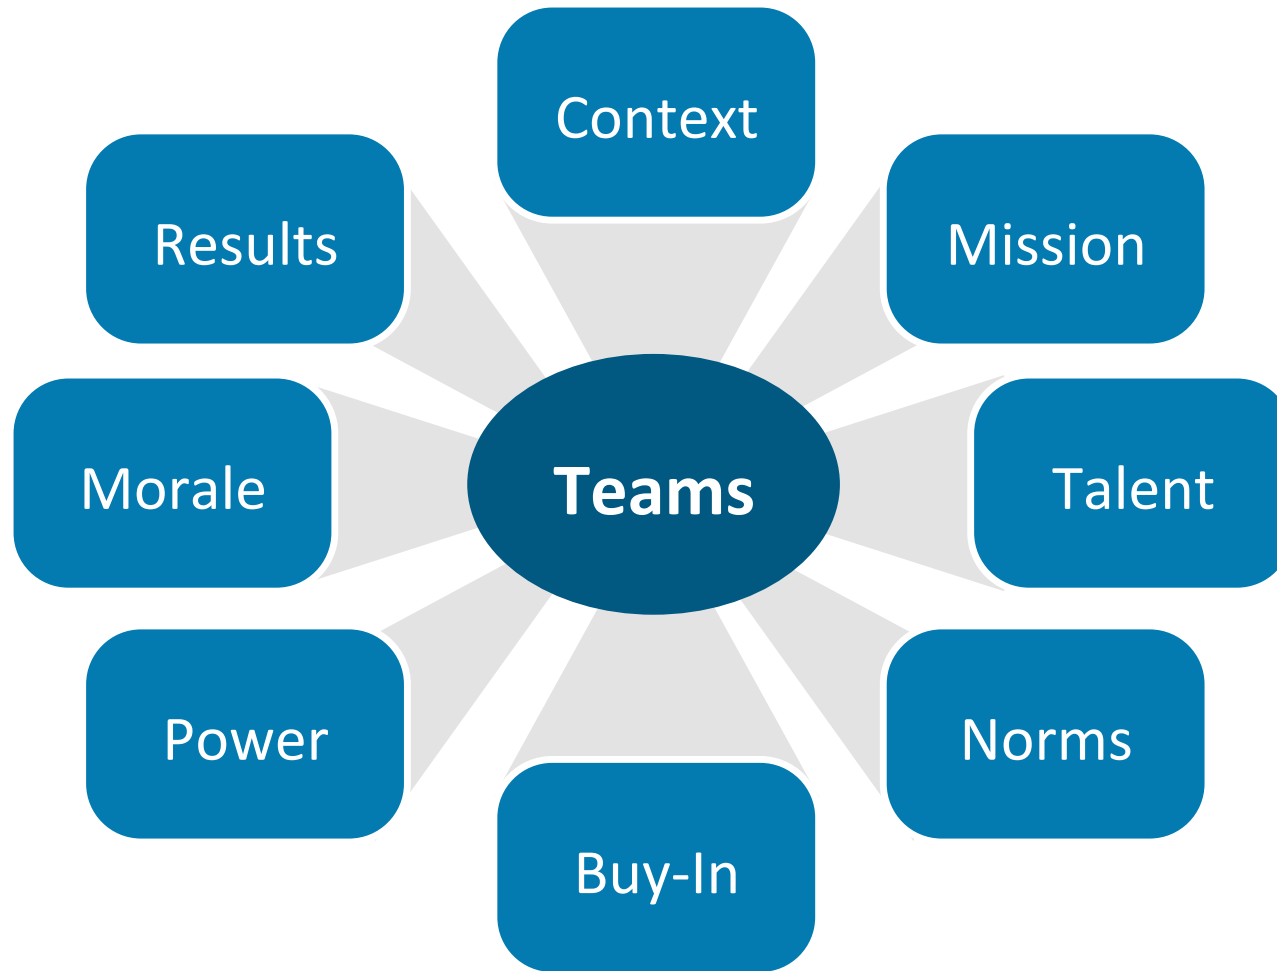 Context
Results
Mission
Morale
Teams
Talent
Power
Norms
Buy-In